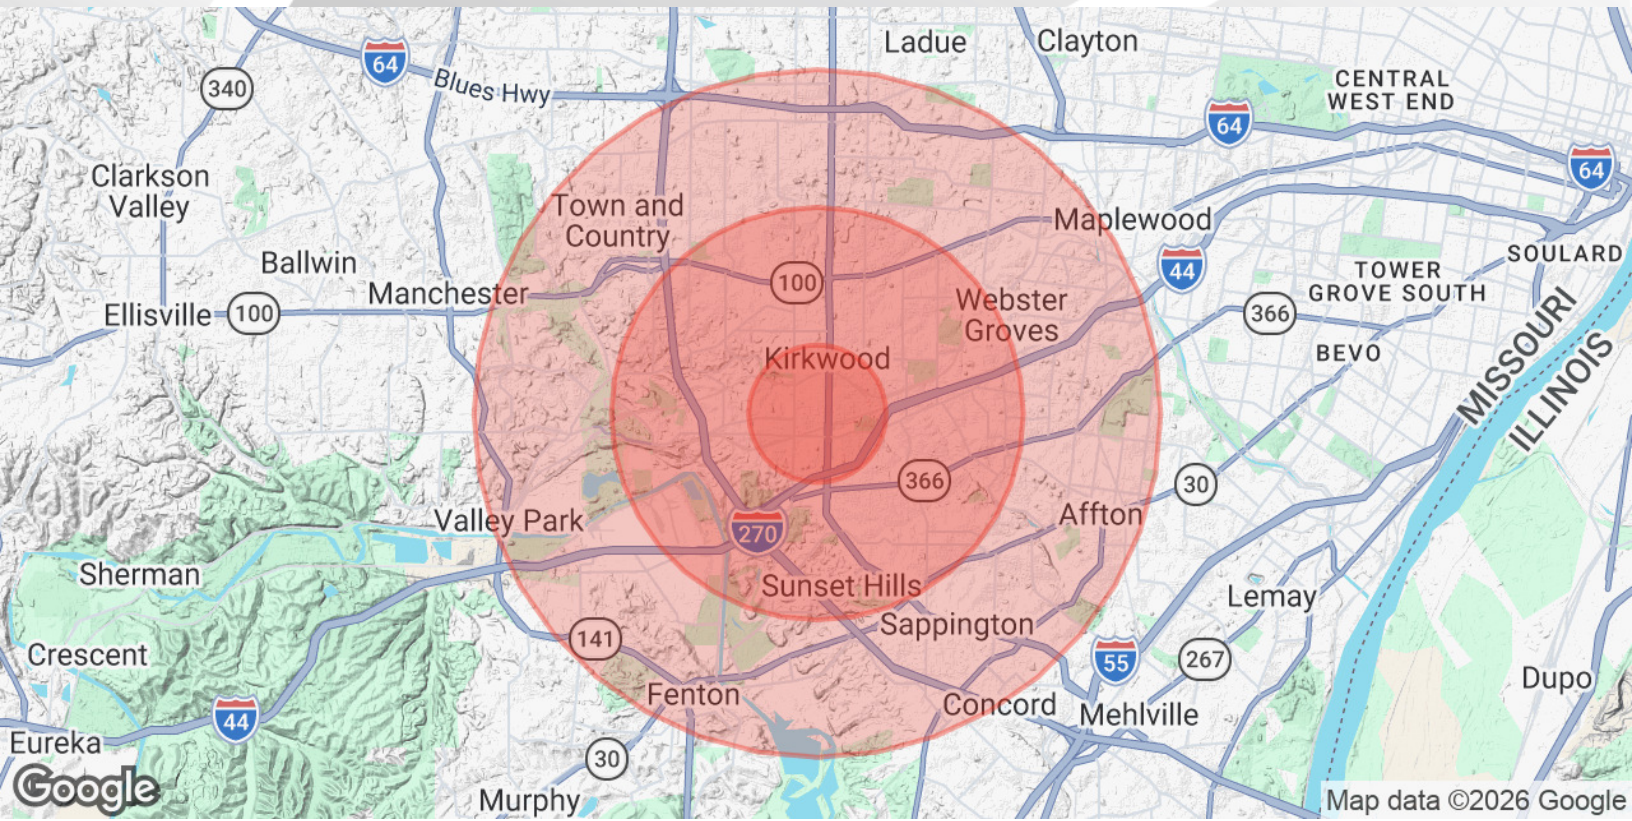 Ladue
Clayton
64
Blues Hwy
340
CENTRAL
WEST END
64
64
Clarkson
Valley
Town and
Country
Maplewood
SOULARD
Ballwin
44
TOWER
GROVE SOUTH
100
Manchester
Webster
Groves
Ellisville
100
366
MISSOURI
ILLINOIS
BEVO
Kirkwood
366
30
Valley Park
270
Affton
Sherman
Sunset Hills
Lemay
Sappington
141
Crescent
55
267
Dupo
Fenton
Concord
Mehlville
44
Eureka
30
Google
Murphy
Map data ©2026 Google